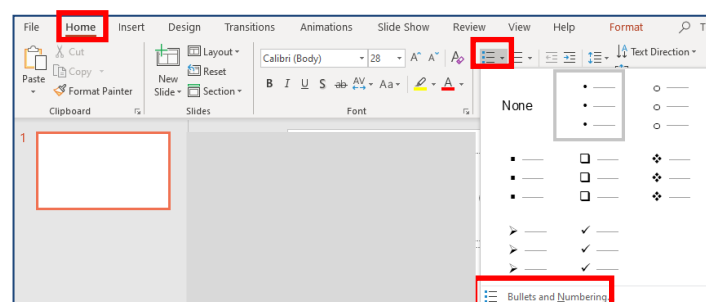 File Home Insert Design Transitions Animations Slide Show Review View Help Format T
Cut
Copy
Format Painter
Paste
Clipboard
New
Slide
Layout
Reset
Section
Slides
Calibri (Body) 28 A A A
B I U S ab AV Aa A
Font
Text Direction
None
1
Bullets and Numbering